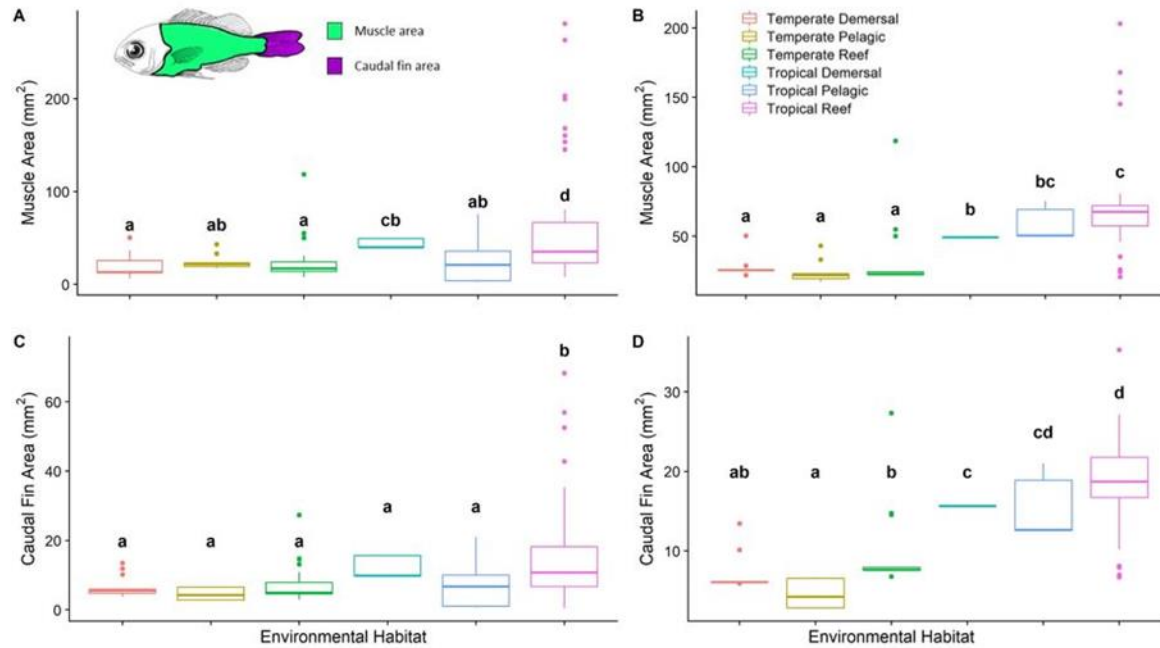 A
Muscle area
Caudal fin area
Muscle Area (mm²)
200
100
0
a
ab
a
cb
ab
d
B
Temperate Demersal
Temperate Pelagic
Temperate Reef
Tropical Demersal
Tropical Pelagic
Tropical Reef
Muscle Area (mm²)
200
150
100
50
a
a
a
b
bc
c
C
Caudal Fin Area (mm²)
60
40
20
0
a
a
a
a
a
b
Environmental Habitat
D
Caudal Fin Area (mm²)
30
20
10
ab
a
b
c
cd
d
Environmental Habitat